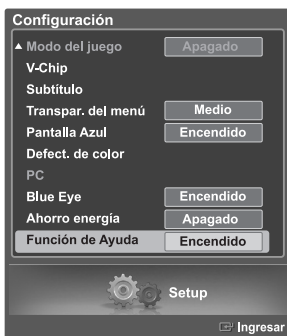 Configuración
Modo del juego Apagado
V-Chip
Subtítulo
Transpar. del menú Medio
Pantalla Azul Encendido
Defect. de color
PC
Blue Eye Encendido
Ahorro energía Apagado
Función de Ayuda Encendido
Setup
Ingresar